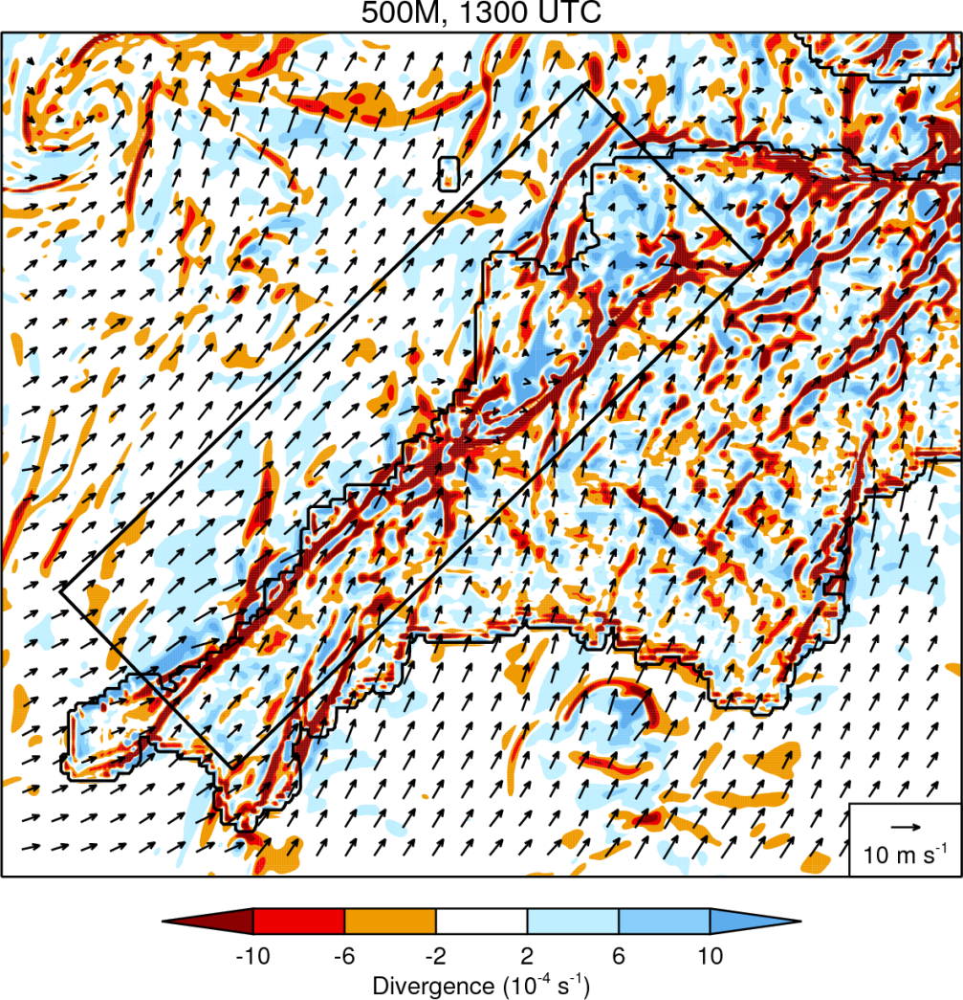 500M, 1300 UTC
10 m s⁻¹
-10 -6 -2 2 6 10
Divergence (10⁻⁴ s⁻¹)